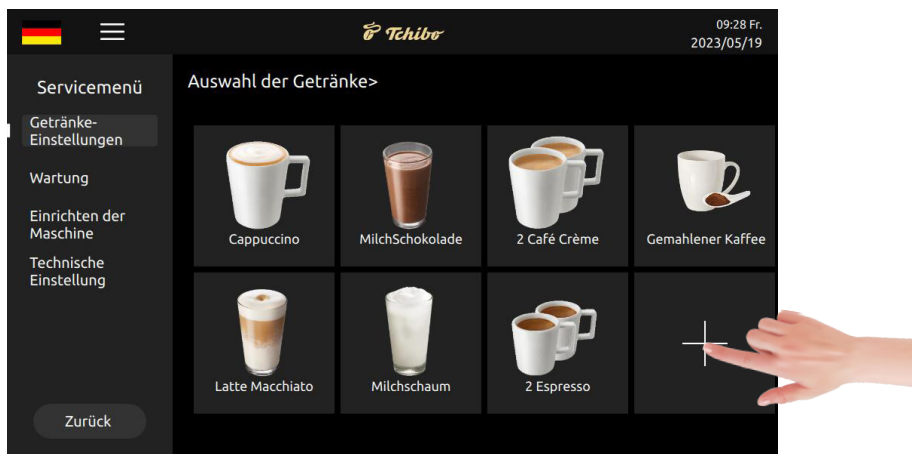 Tchibo
09:28 Fr.
2023/05/19
Servicemenü
Getränke-
Einstellungen
Wartung
Einrichten der
Maschine
Technische
Einstellung
Zurück
Auswahl der Getränke>
Cappuccino
MilchSchokolade
2 Café Crème
Gemahlener Kaffee
Latte Macchiato
Milchschaum
2 Espresso